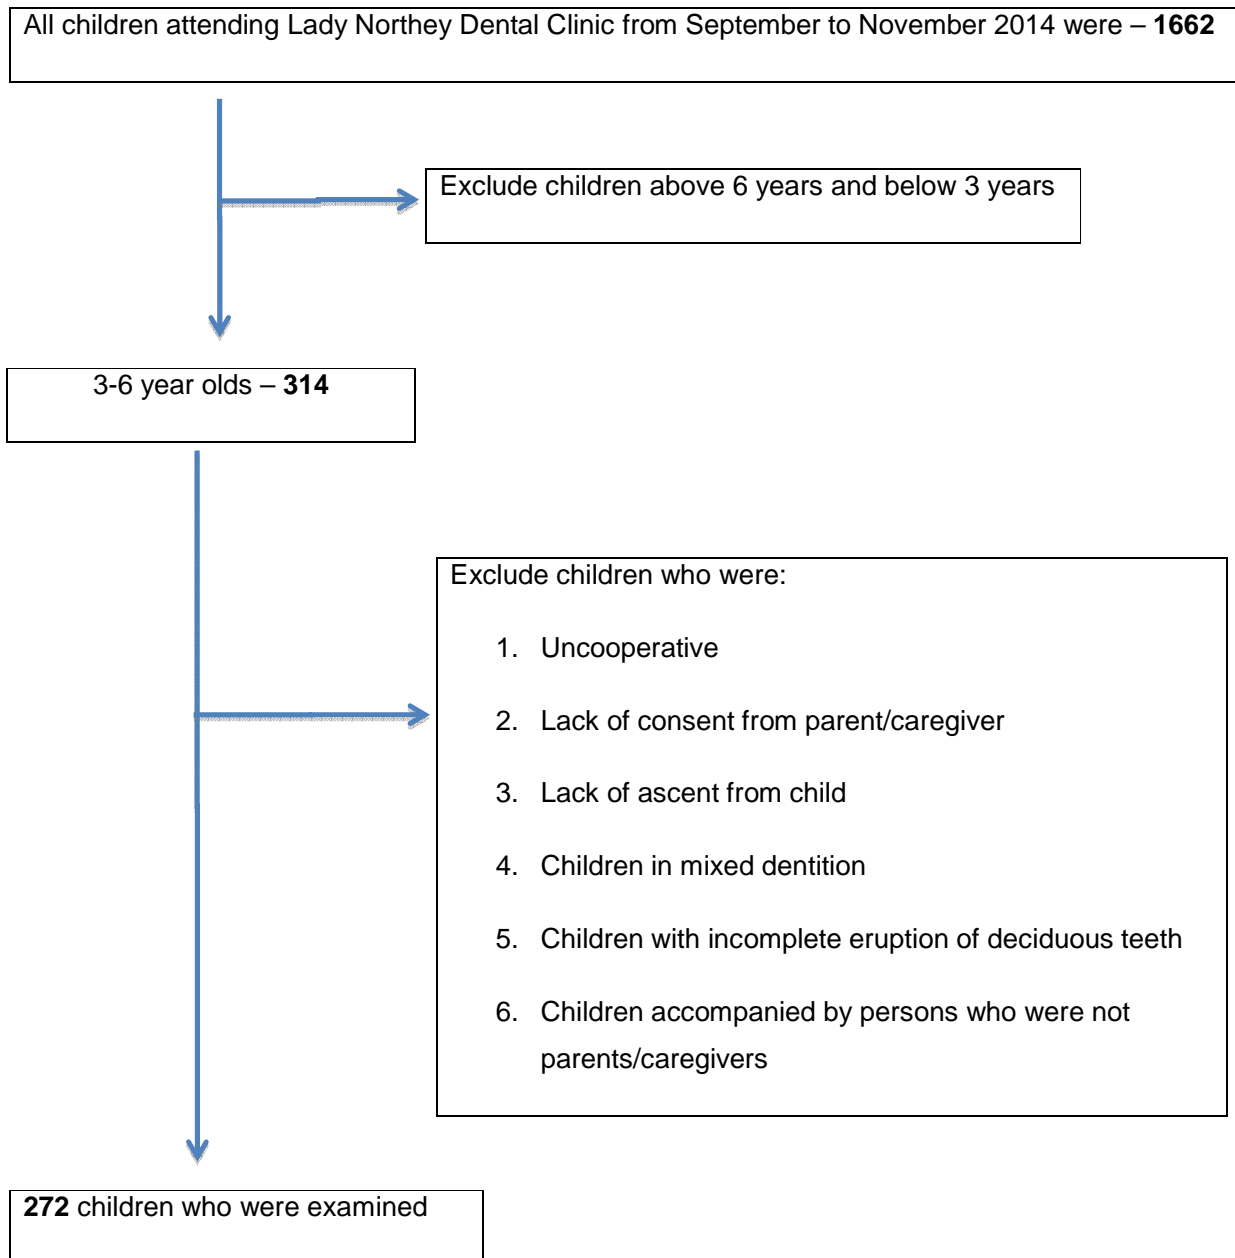 All children attending Lady Northey Dental Clinic from September to November 2014 were – 1662
Exclude children above 6 years and below 3 years
3-6 year olds – 314
Exclude children who were:
1. Uncooperative
2. Lack of consent from parent/caregiver
3. Lack of ascent from child
4. Children in mixed dentition
5. Children with incomplete eruption of deciduous teeth
6. Children accompanied by persons who were not
parents/caregivers
272 children who were examined